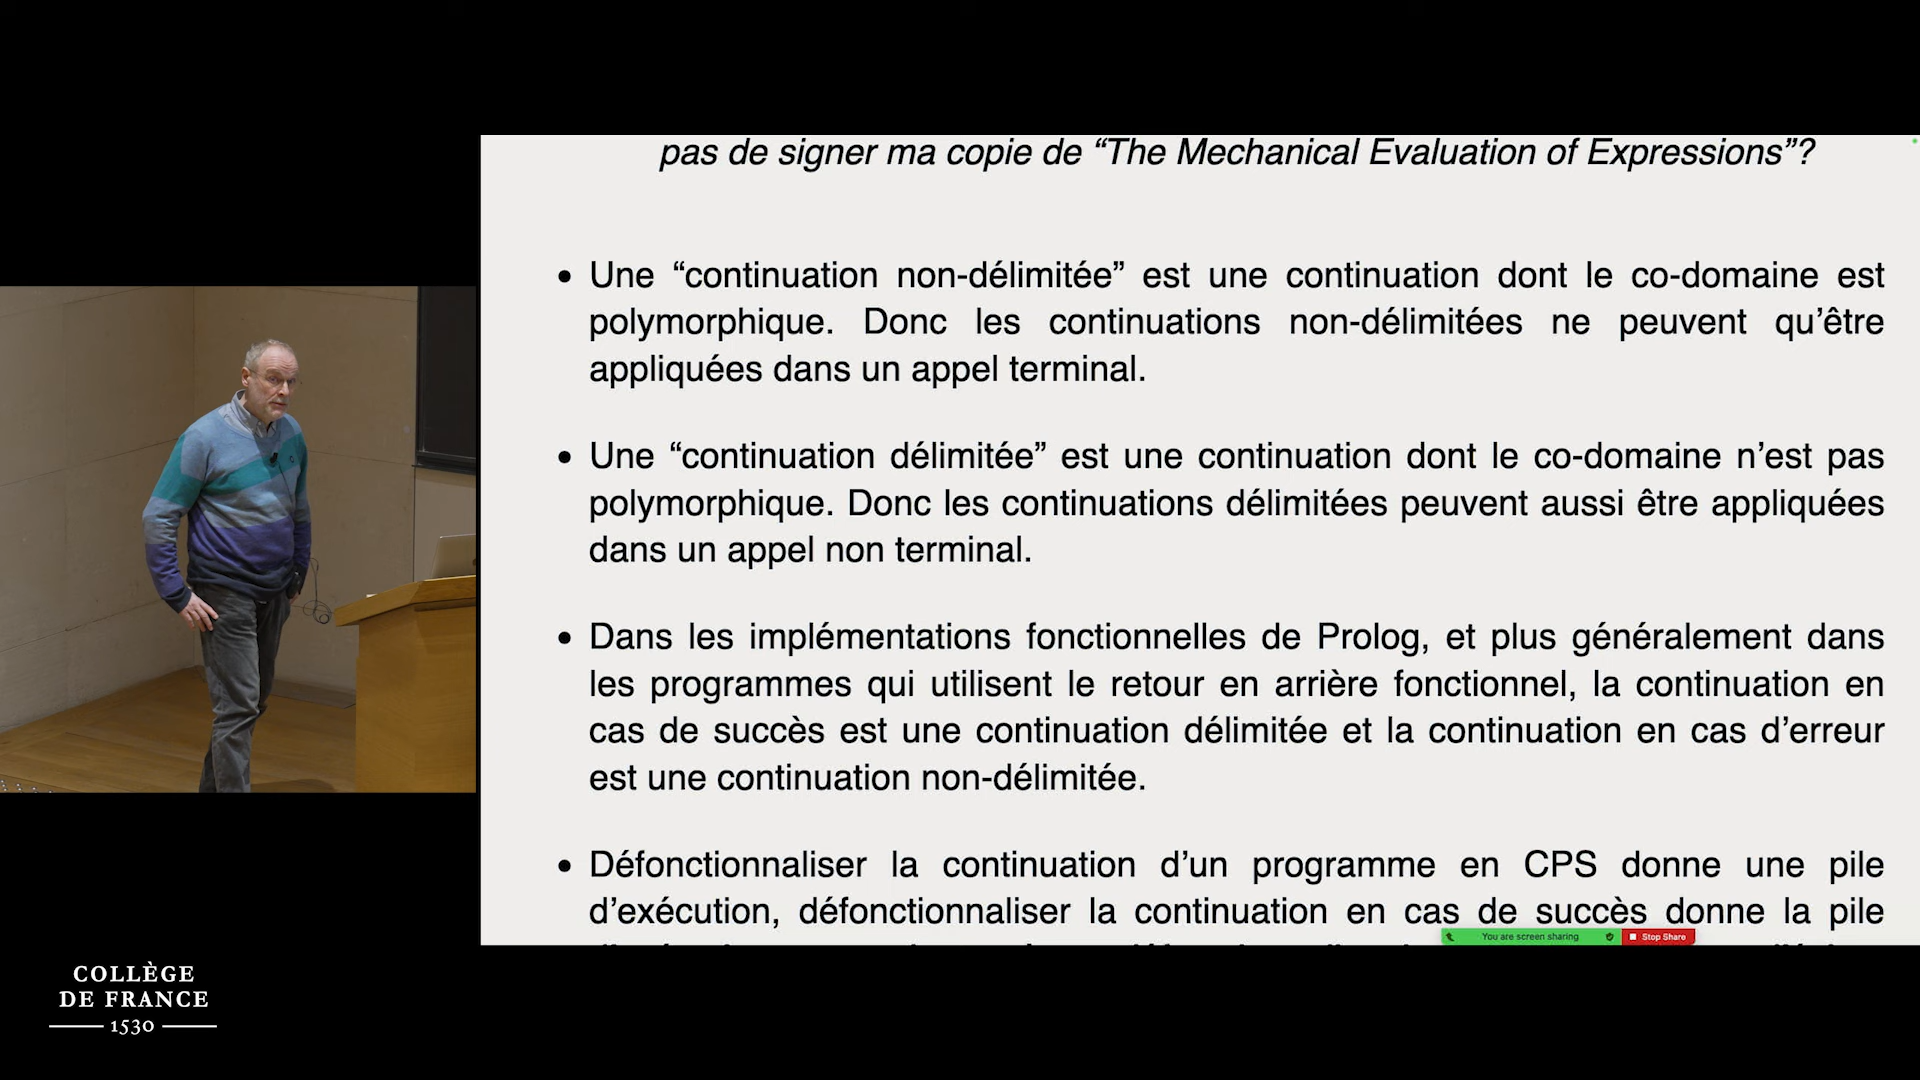 pas de signer ma copie de “The Mechanical Evaluation of Expressions”?
• Une “continuation non-délimitée” est une continuation dont le co-domaine est
polymorphique. Donc les continuations non-délimitées ne peuvent qu’être
appliquées dans un appel terminal.
• Une “continuation délimitée” est une continuation dont le co-domaine n’est pas
polymorphique. Donc les continuations délimitées peuvent aussi être appliquées
dans un appel non terminal.
• Dans les implémentations fonctionnelles de Prolog, et plus généralement dans
les programmes qui utilisent le retour en arrière fonctionnel, la continuation en
cas de succès est une continuation délimitée et la continuation en cas d’erreur
est une continuation non-délimitée.
• Défonctionnaliser la continuation d’un programme en CPS donne une pile
d’exécution, défonctionnaliser la continuation en cas de succès donne la pile
You are screen sharing
Stop Share
COLLÈGE
DE FRANCE
1530